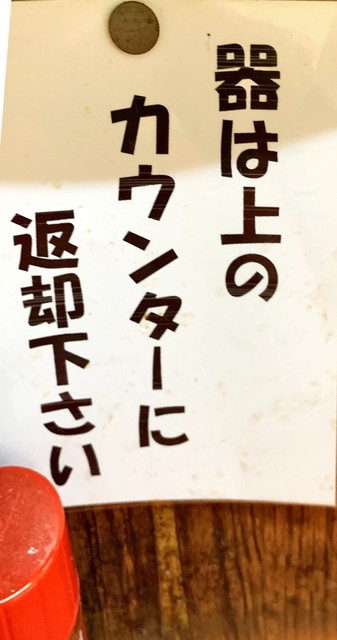 器は上の
カウンターに
返却下さい